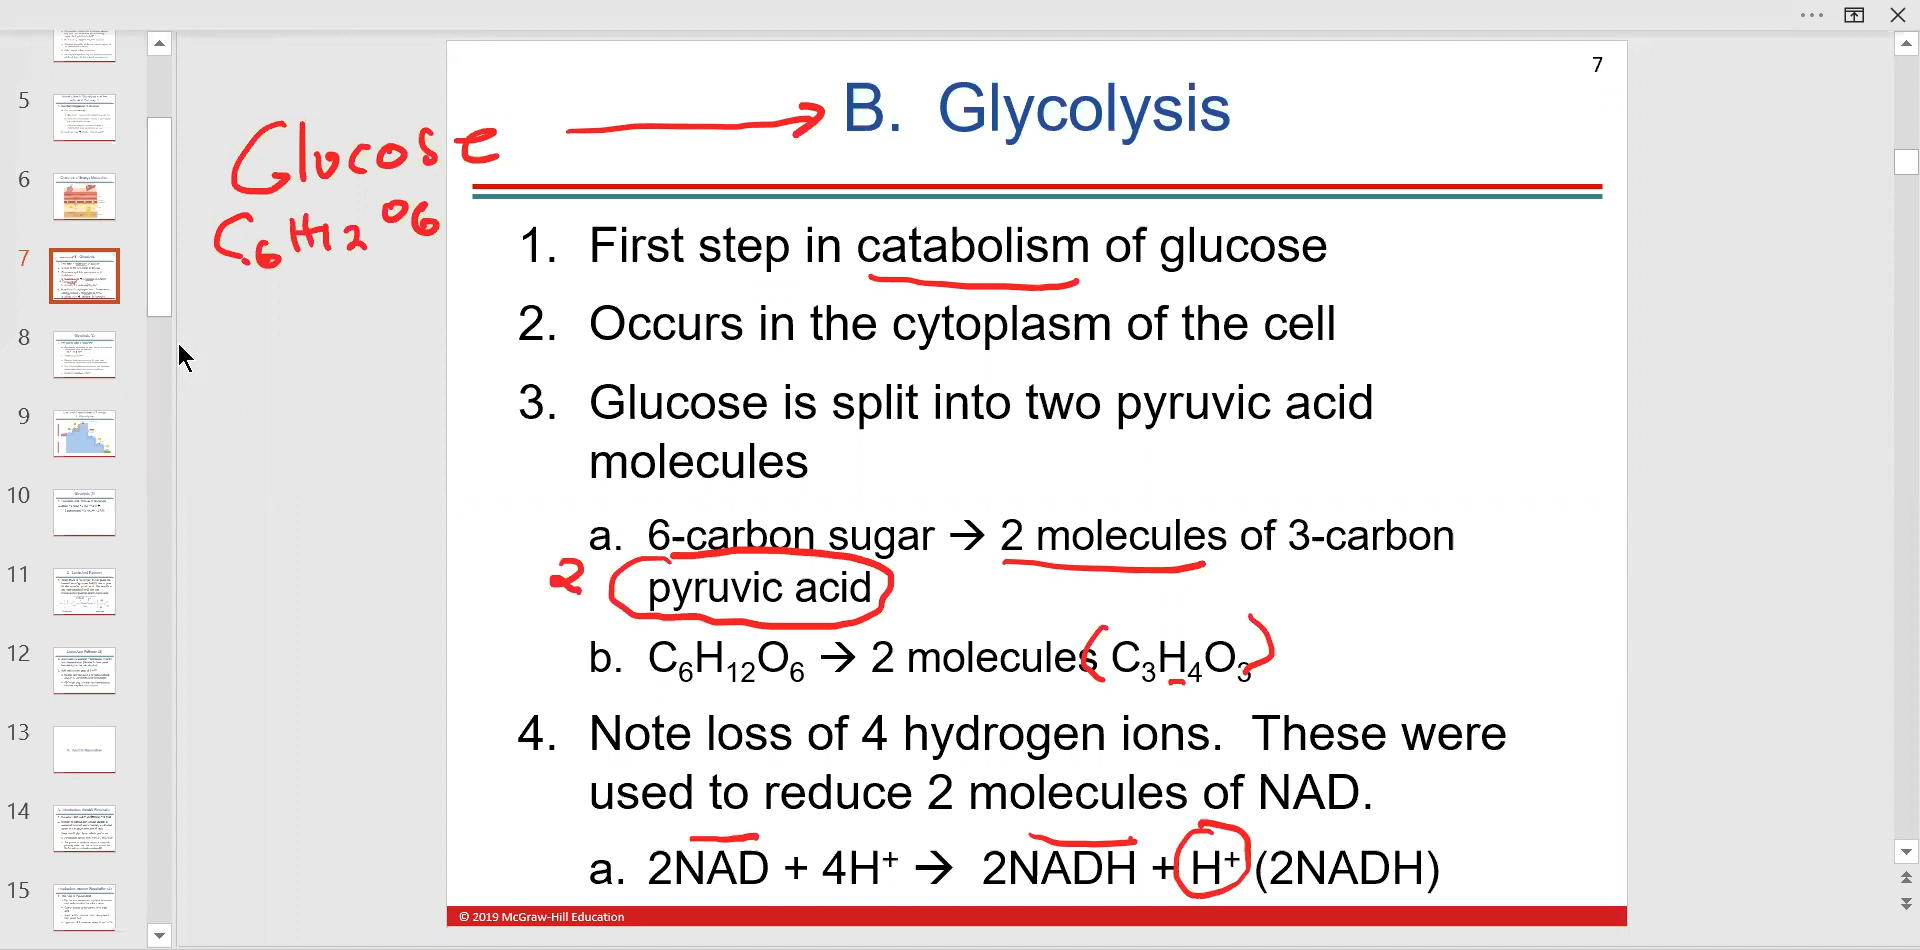 7
B. Glycolysis
Glucose
C6H12O6
1. First step in catabolism of glucose
2. Occurs in the cytoplasm of the cell
3. Glucose is split into two pyruvic acid
molecules
a. 6-carbon sugar → 2 molecules of 3-carbon
2 pyruvic acid
b. C₆H₁₂O₆ → 2 molecules (C₃H₄O₃)
4. Note loss of 4 hydrogen ions. These were
used to reduce 2 molecules of NAD.
a. 2NAD + 4H⁺ → 2NADH + H⁺ (2NADH)
© 2019 McGraw-Hill Education
5
6
7
8
9
10
11
12
13
14
15